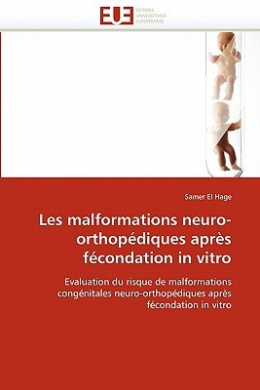 EUE
ÉDITIONS
UNIVERSITAIRES
EUROPÉENNES
Samer El Hage
Les malformations neuro-
orthopédiques après
fécondation in vitro
Evaluation du risque de malformations
congénitales neuro-orthopédiques après
fécondation in vitro